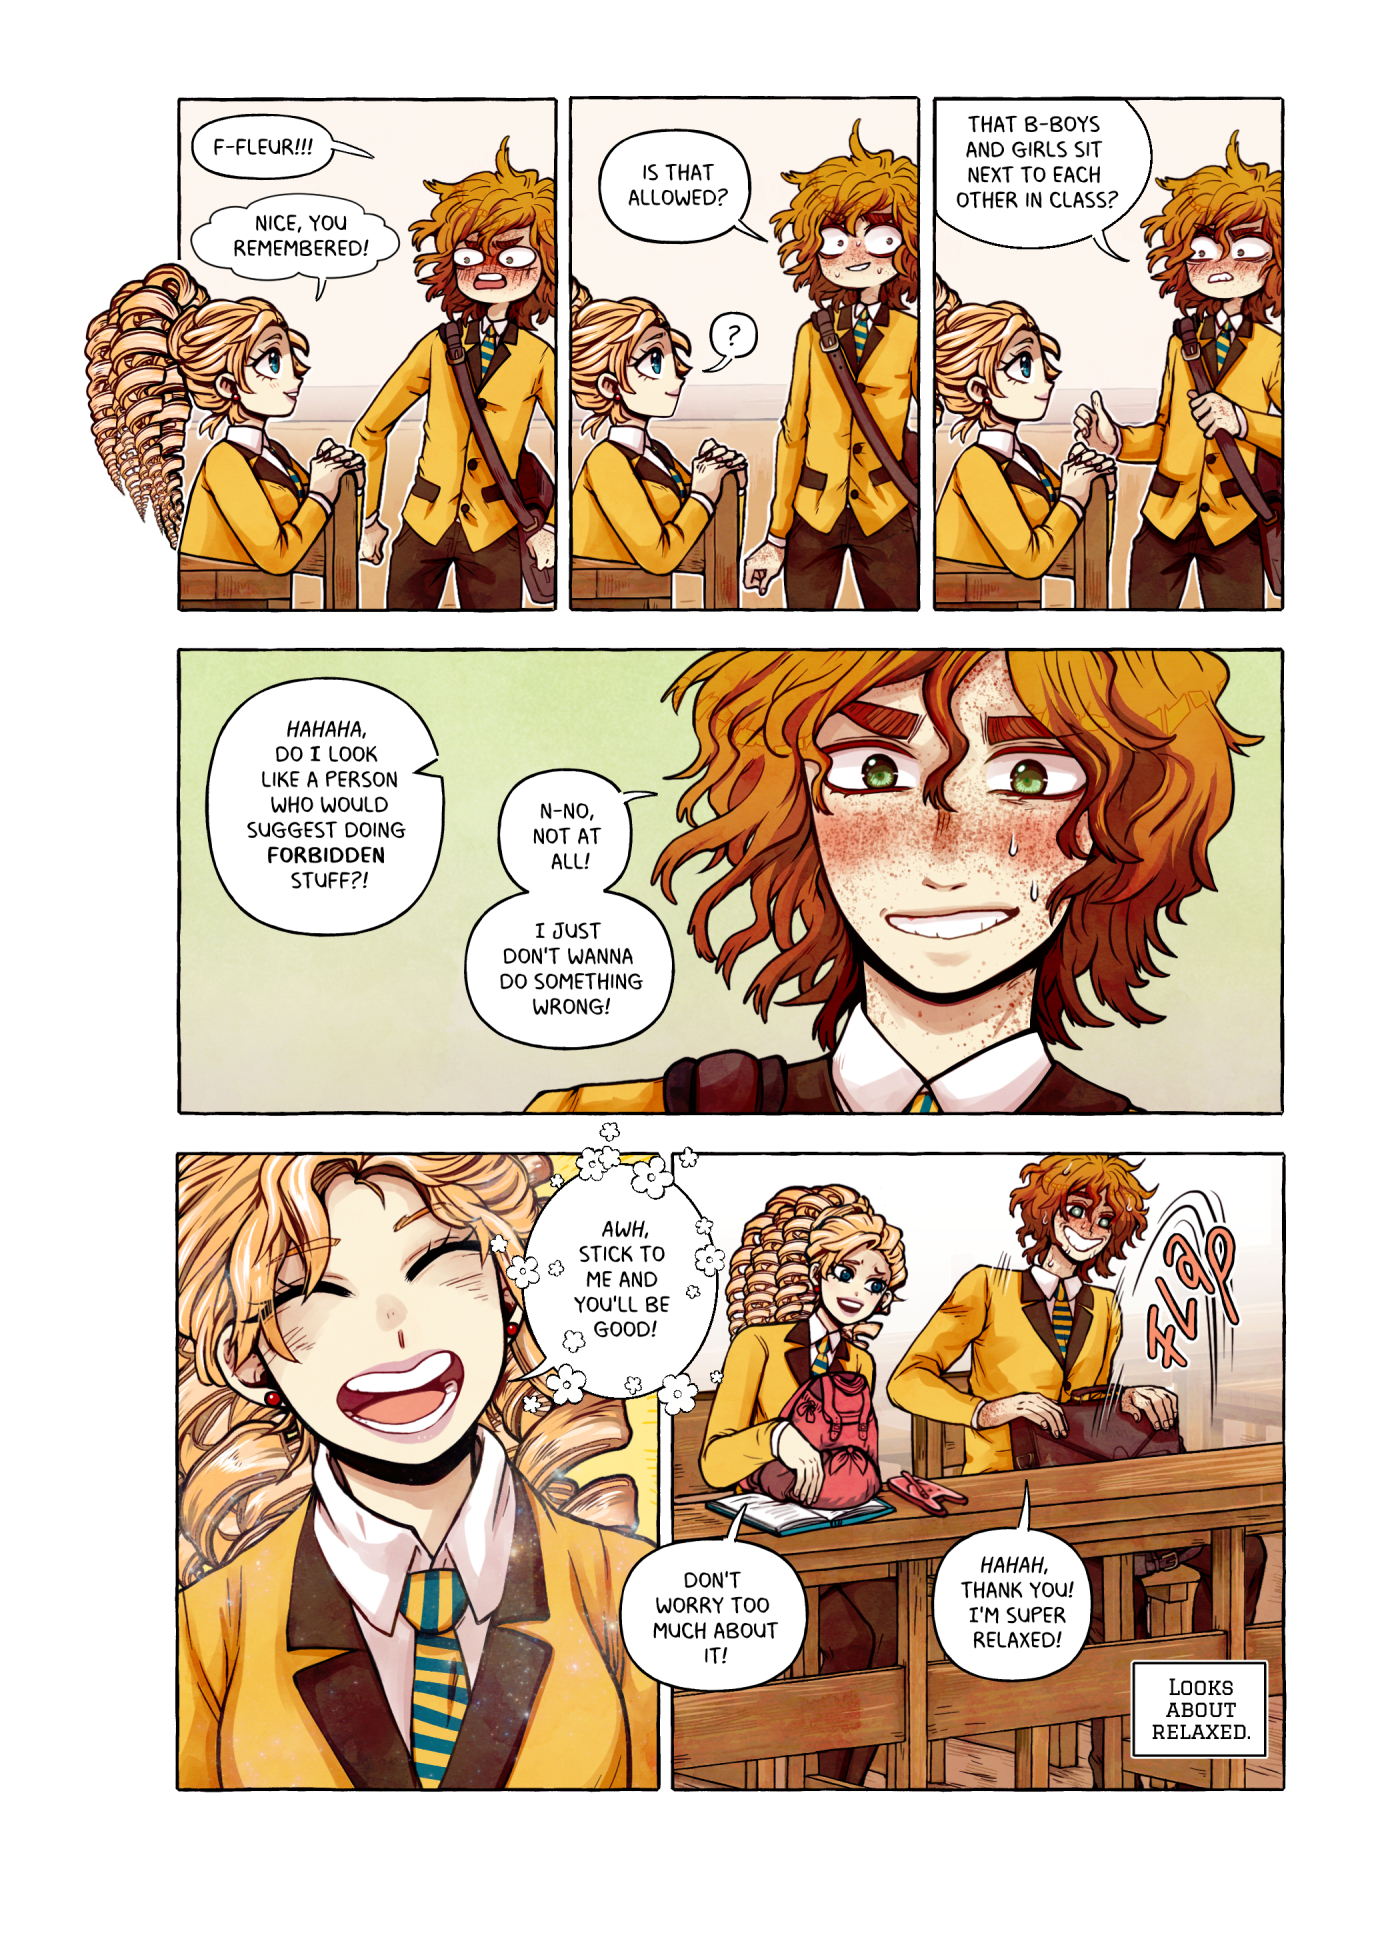 F-FLEUR!!!
NICE, YOU
REMEMBERED!
IS THAT
ALLOWED?
?
THAT B-BOYS
AND GIRLS SIT
NEXT TO EACH
OTHER IN CLASS?
HAHAHA,
DO I LOOK
LIKE A PERSON
WHO WOULD
SUGGEST DOING
FORBIDDEN
STUFF?!
N-NO,
NOT AT
ALL!
I JUST
DON'T WANNA
DO SOMETHING
WRONG!
AWH,
STICK TO
ME AND
YOU'LL BE
GOOD!
FLAP
DON'T
WORRY TOO
MUCH ABOUT
IT!
HAHAH,
THANK YOU!
I'M SUPER
RELAXED!
LOOKS
ABOUT
RELAXED.